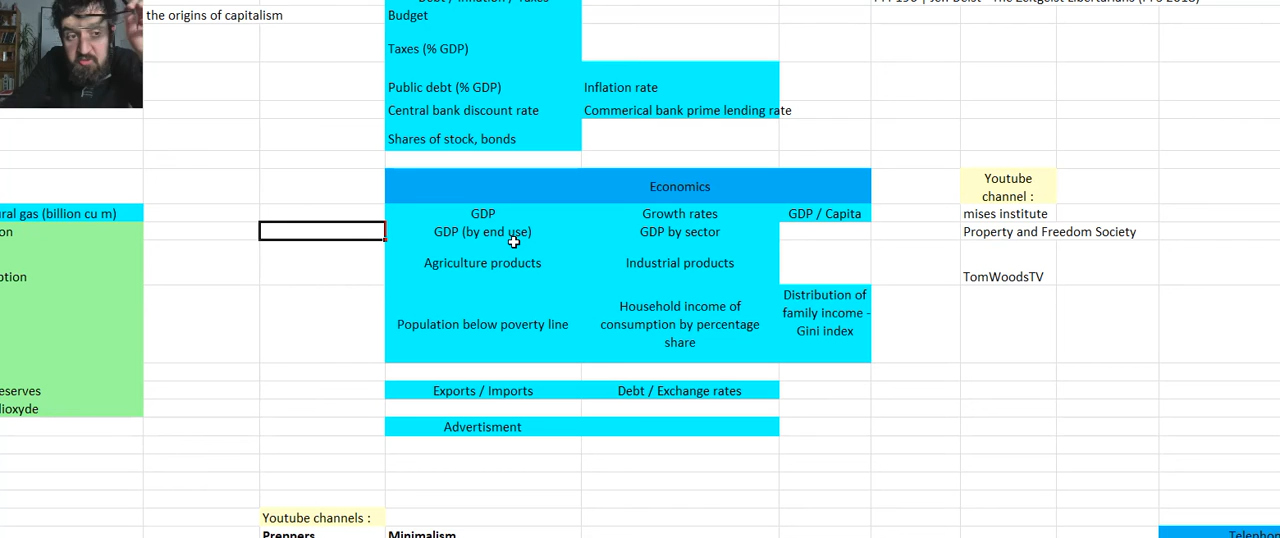 the origins of capitalism
Budget
Taxes (% GDP)
Public debt (% GDP)
Inflation rate
Central bank discount rate
Commerical bank prime lending rate
Shares of stock, bonds
Economics
Youtube
channel :
ural gas (billion cu m)
GDP
Growth rates
GDP / Capita
mises institute
on
GDP (by end use)
GDP by sector
Property and Freedom Society
Agriculture products
Industrial products
ption
TomWoodsTV
Population below poverty line
Household income of
consumption by percentage
share
Distribution of
family income -
Gini index
eserves
Exports / Imports
Debt / Exchange rates
lioxyde
Advertisment
Youtube channels :
Preppers
Minimalism
Telephon